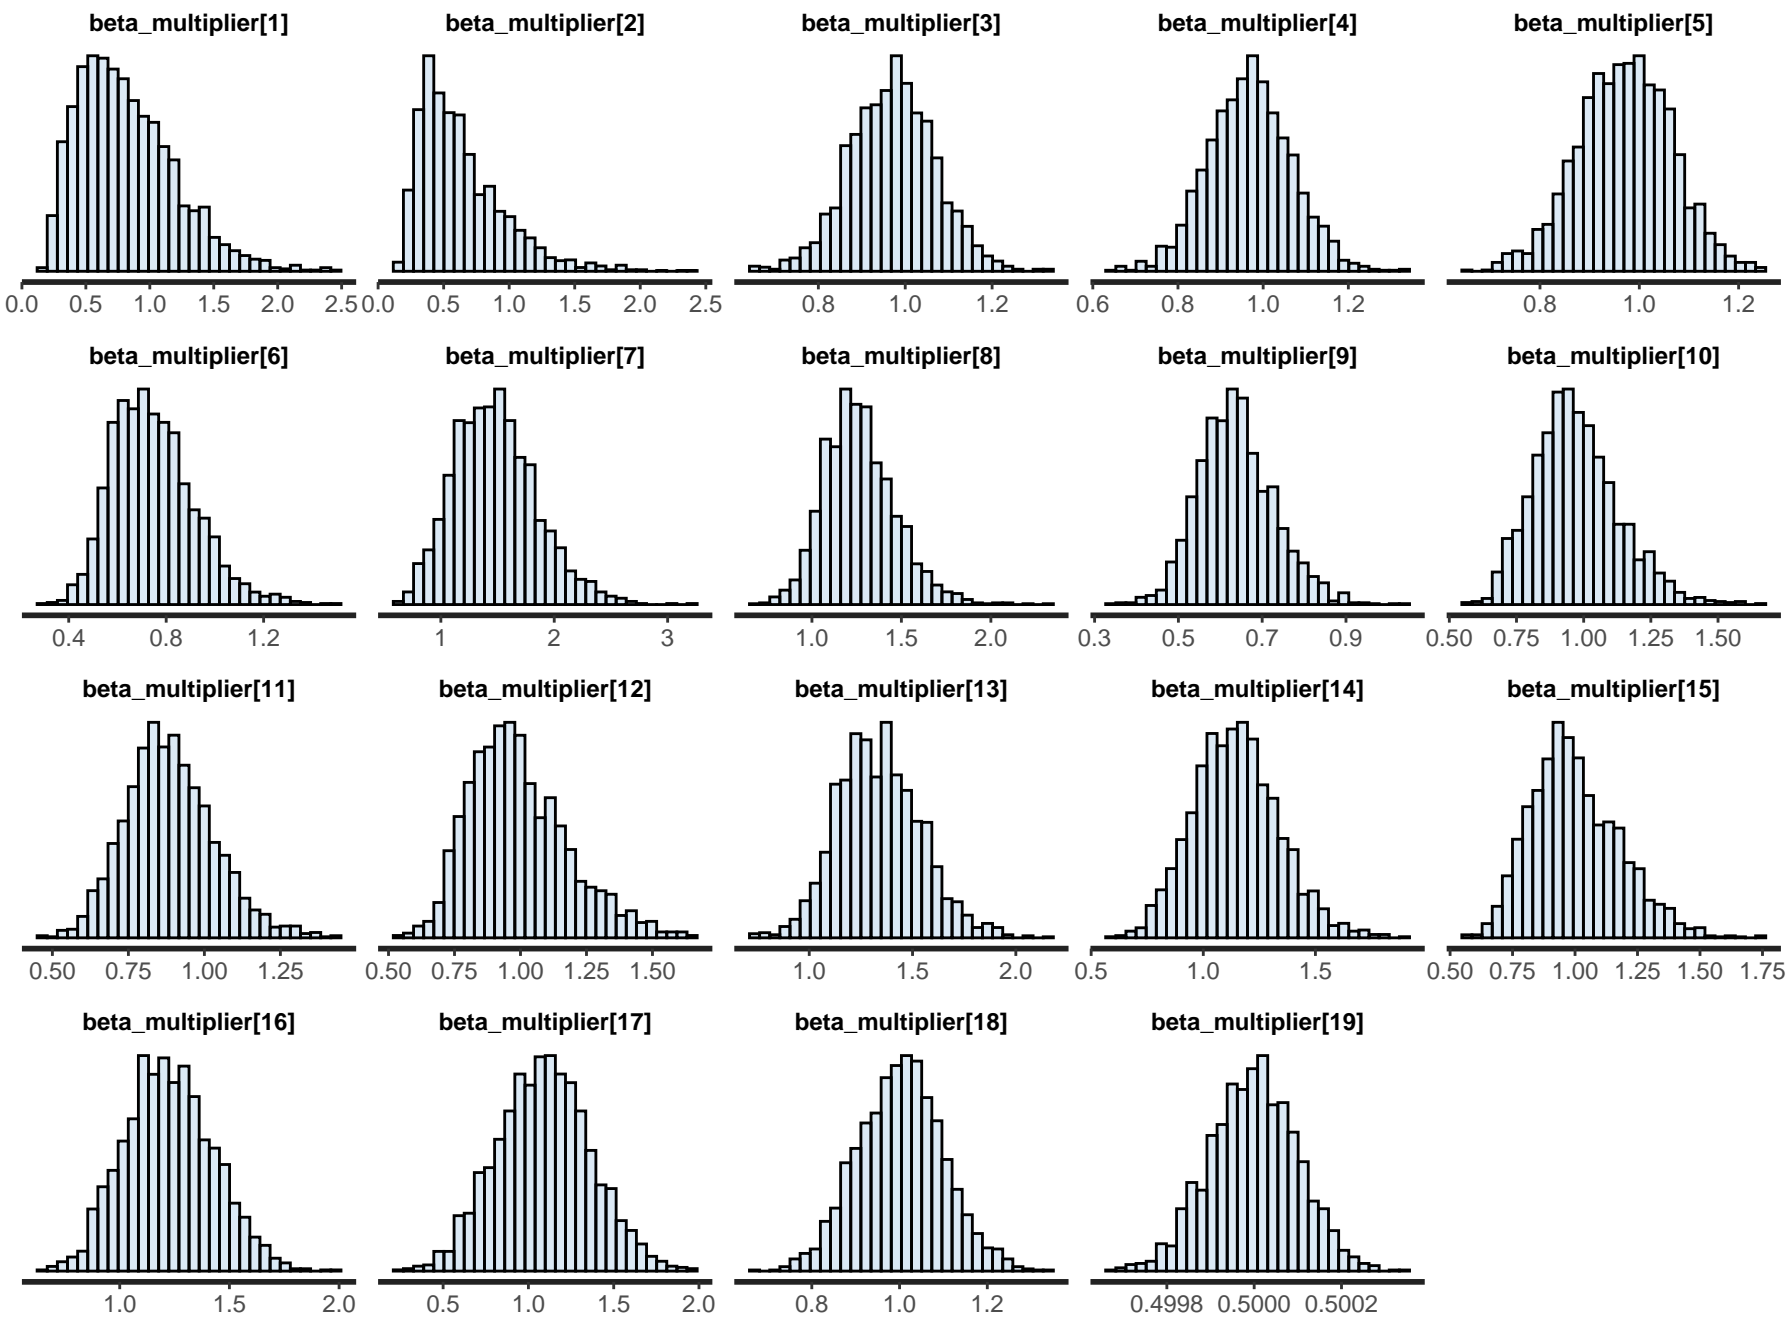 beta_multiplier[1] beta_multiplier[2] beta_multiplier[3] beta_multiplier[4] beta_multiplier[5]
0.0 0.5 1.0 1.5 2.0 2.5 0.0 0.5 1.0 1.5 2.0 2.5 0.8 1.0 1.2 0.6 0.8 1.0 1.2 0.8 1.0 1.2
beta_multiplier[6] beta_multiplier[7] beta_multiplier[8] beta_multiplier[9] beta_multiplier[10]
0.4 0.8 1.2 1 2 3 1.0 1.5 2.0 0.3 0.5 0.7 0.9 0.50 0.75 1.00 1.25 1.50
beta_multiplier[11] beta_multiplier[12] beta_multiplier[13] beta_multiplier[14] beta_multiplier[15]
0.50 0.75 1.00 1.25 0.50 0.75 1.00 1.25 1.50 1.0 1.5 2.0 0.5 1.0 1.5 0.50 0.75 1.00 1.25 1.50 1.75
beta_multiplier[16] beta_multiplier[17] beta_multiplier[18] beta_multiplier[19]
1.0 1.5 2.0 0.5 1.0 1.5 2.0 0.8 1.0 1.2 0.4998 0.5000 0.5002